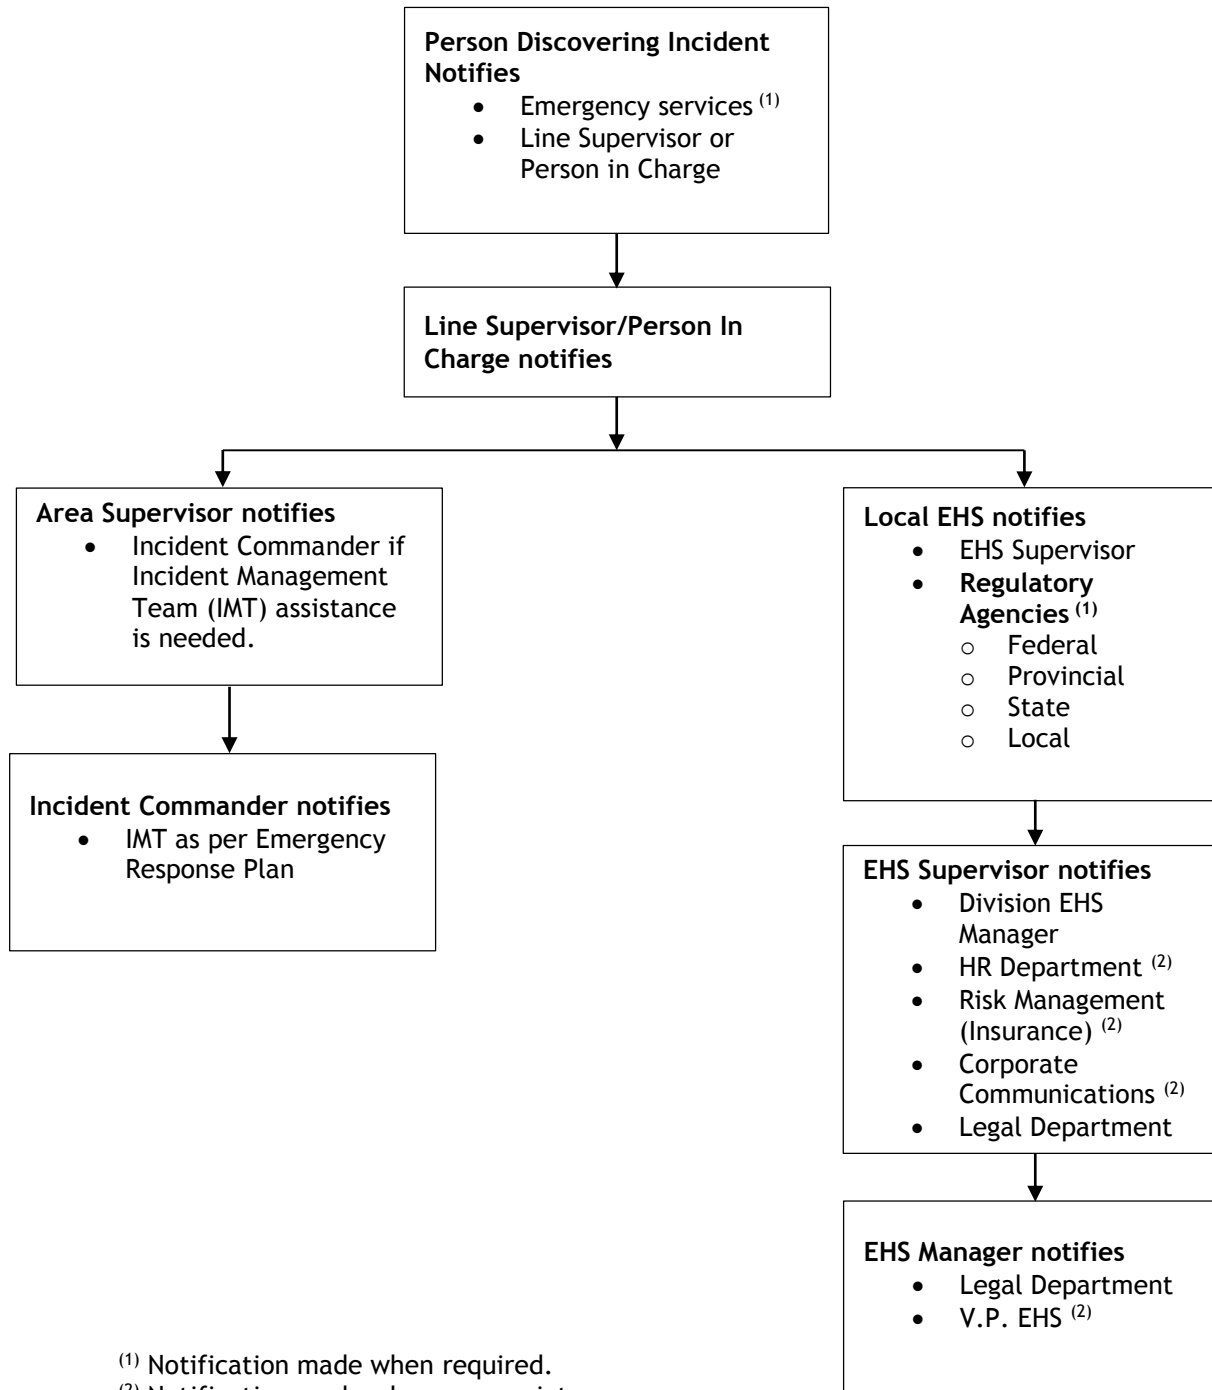 Person Discovering Incident
Notifies
• Emergency services (1)
• Line Supervisor or
Person in Charge
Line Supervisor/Person In
Charge notifies
Area Supervisor notifies
• Incident Commander if
Incident Management
Team (IMT) assistance
is needed.
Incident Commander notifies
• IMT as per Emergency
Response Plan
Local EHS notifies
• EHS Supervisor
• Regulatory
Agencies (1)
o Federal
o Provincial
o State
o Local
EHS Supervisor notifies
• Division EHS
Manager
• HR Department (2)
• Risk Management
(Insurance) (2)
• Corporate
Communications (2)
• Legal Department
EHS Manager notifies
• Legal Department
• V.P. EHS (2)
(1) Notification made when required.